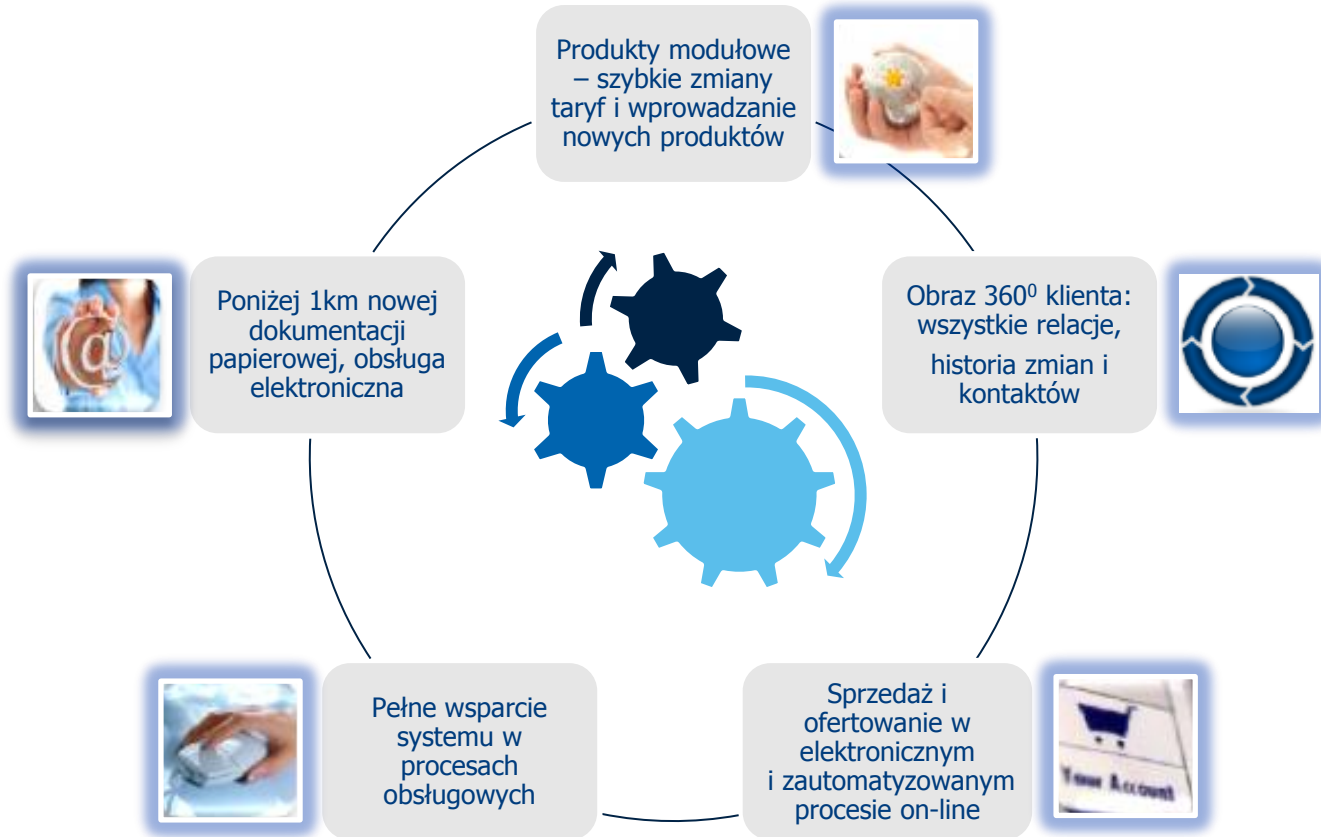 Produkty modułowe
– szybkie zmiany
taryf i wprowadzanie
nowych produktów
Poniżej 1km nowej
dokumentacji
papierowej, obsługa
elektroniczna
@
Obraz 360⁰ klienta:
wszystkie relacje,
historia zmian i
kontaktów
Pełne wsparcie
systemu w
procesach
obsługowych
Sprzedaż i
ofertowanie w
elektronicznym
i zautomatyzowanym
procesie on-line
Your Account